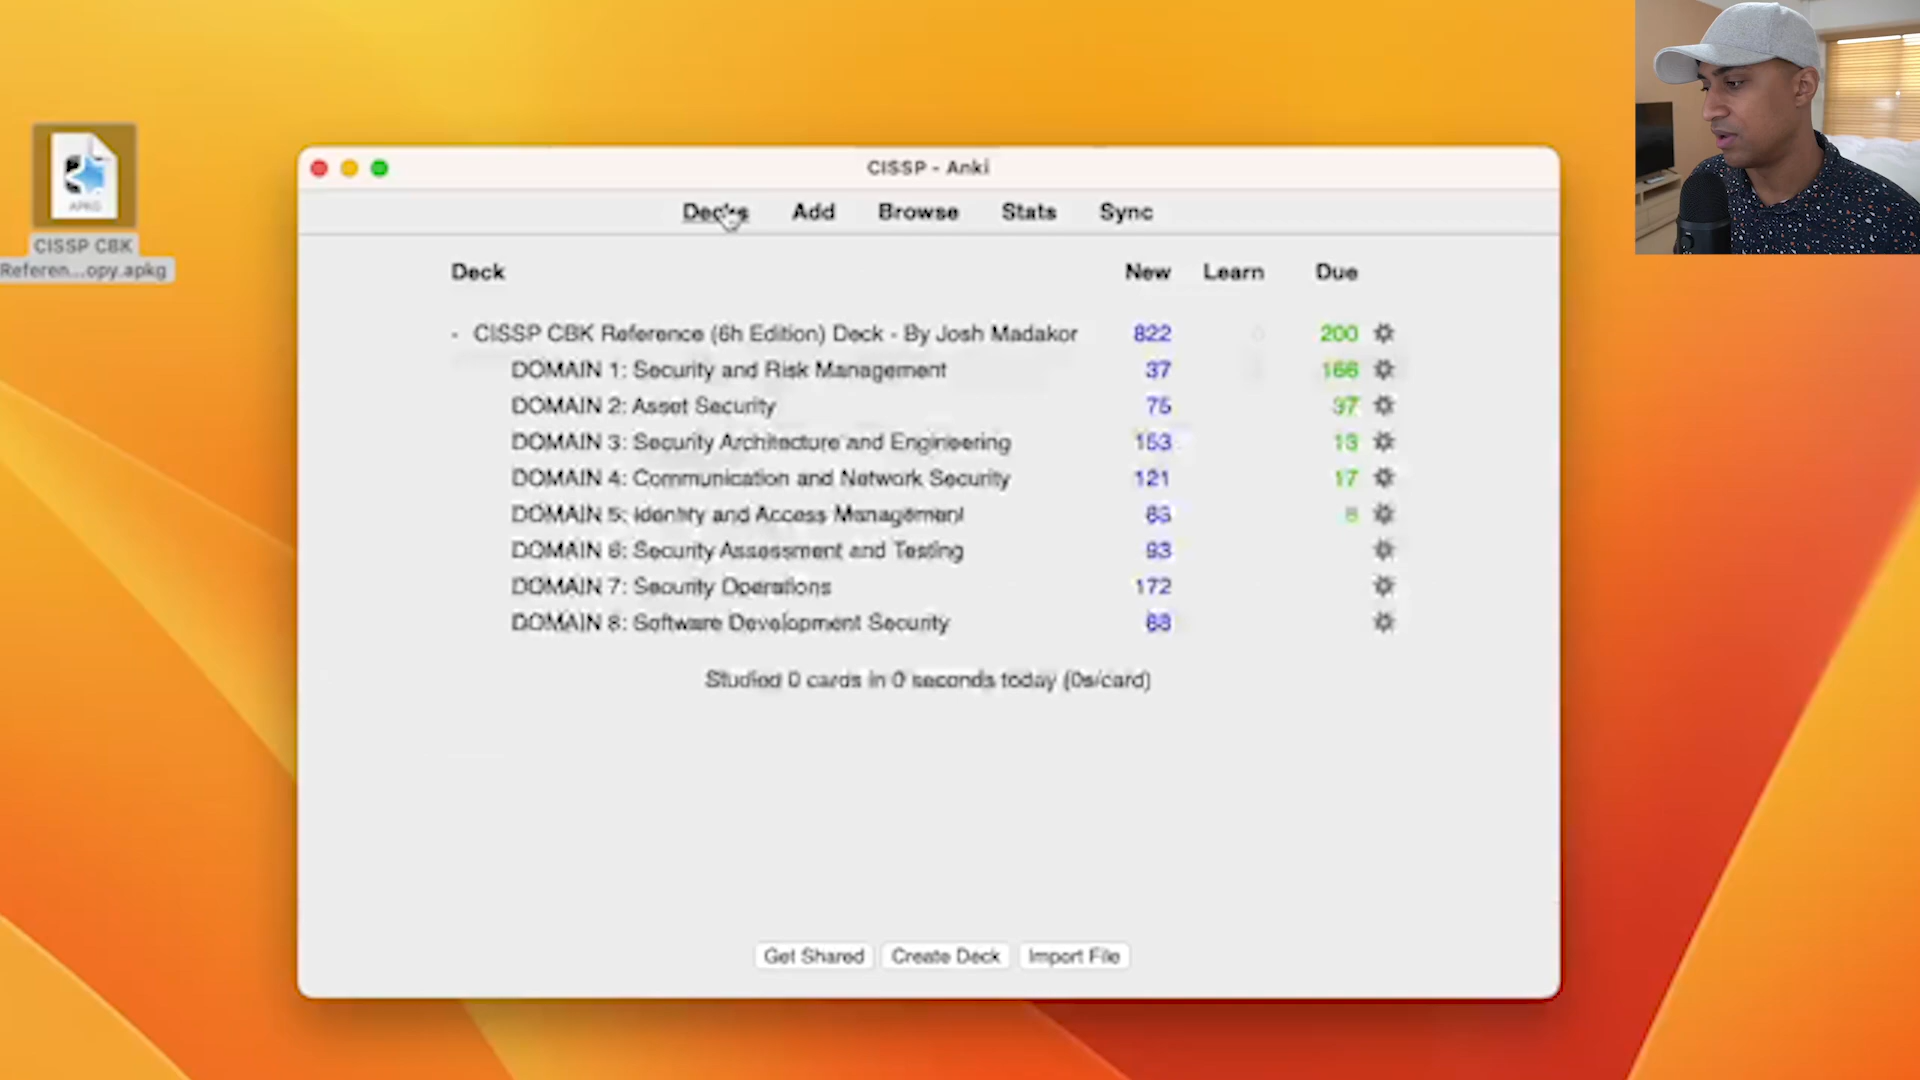 CISSP - Anki
Decks Add Browse Stats Sync
Deck New Learn Due
- CISSP CBK Reference (6h Edition) Deck - By Josh Madakor 822 200
DOMAIN 1: Security and Risk Management 37 166
DOMAIN 2: Asset Security 75 37
DOMAIN 3: Security Architecture and Engineering 153 13
DOMAIN 4: Communication and Network Security 121 17
DOMAIN 5: Identity and Access Management
DOMAIN 6: Security Assessment and Testing 93
DOMAIN 7: Security Operations 172
DOMAIN 8: Software Development Security
Studied 0 cards in 0 seconds today (0s/card)
Get Shared Create Deck Import File
APKG
CISSP CBK
Referen...opy.apkg